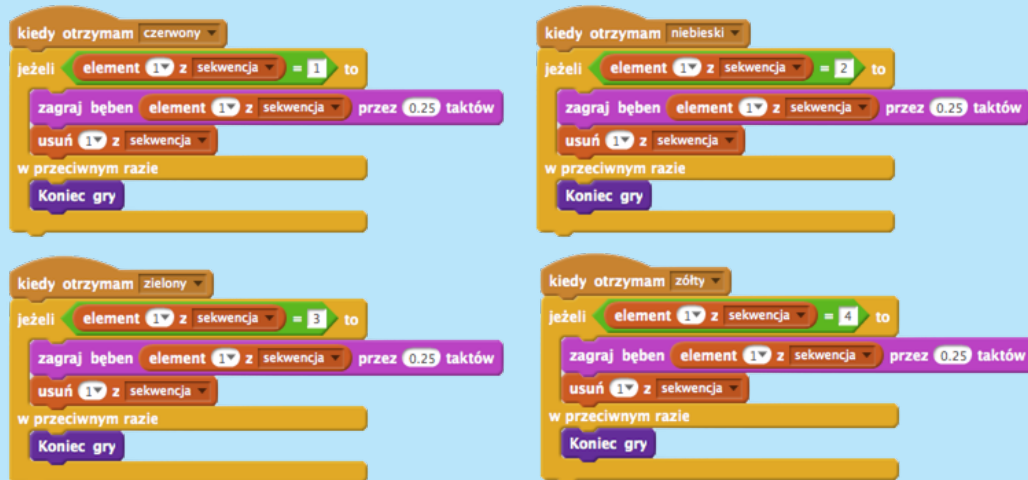 kiedy otrzymam czerwony
jeżeli element 1 z sekwencja = 1 to
zagraj bęben element 1 z sekwencja przez 0.25 taktów
usuń 1 z sekwencja
w przeciwnym razie
Koniec gry
kiedy otrzymam niebieski
jeżeli element 1 z sekwencja = 2 to
zagraj bęben element 1 z sekwencja przez 0.25 taktów
usuń 1 z sekwencja
w przeciwnym razie
Koniec gry
kiedy otrzymam zielony
jeżeli element 1 z sekwencja = 3 to
zagraj bęben element 1 z sekwencja przez 0.25 taktów
usuń 1 z sekwencja
w przeciwnym razie
Koniec gry
kiedy otrzymam zółty
jeżeli element 1 z sekwencja = 4 to
zagraj bęben element 1 z sekwencja przez 0.25 taktów
usuń 1 z sekwencja
w przeciwnym razie
Koniec gry